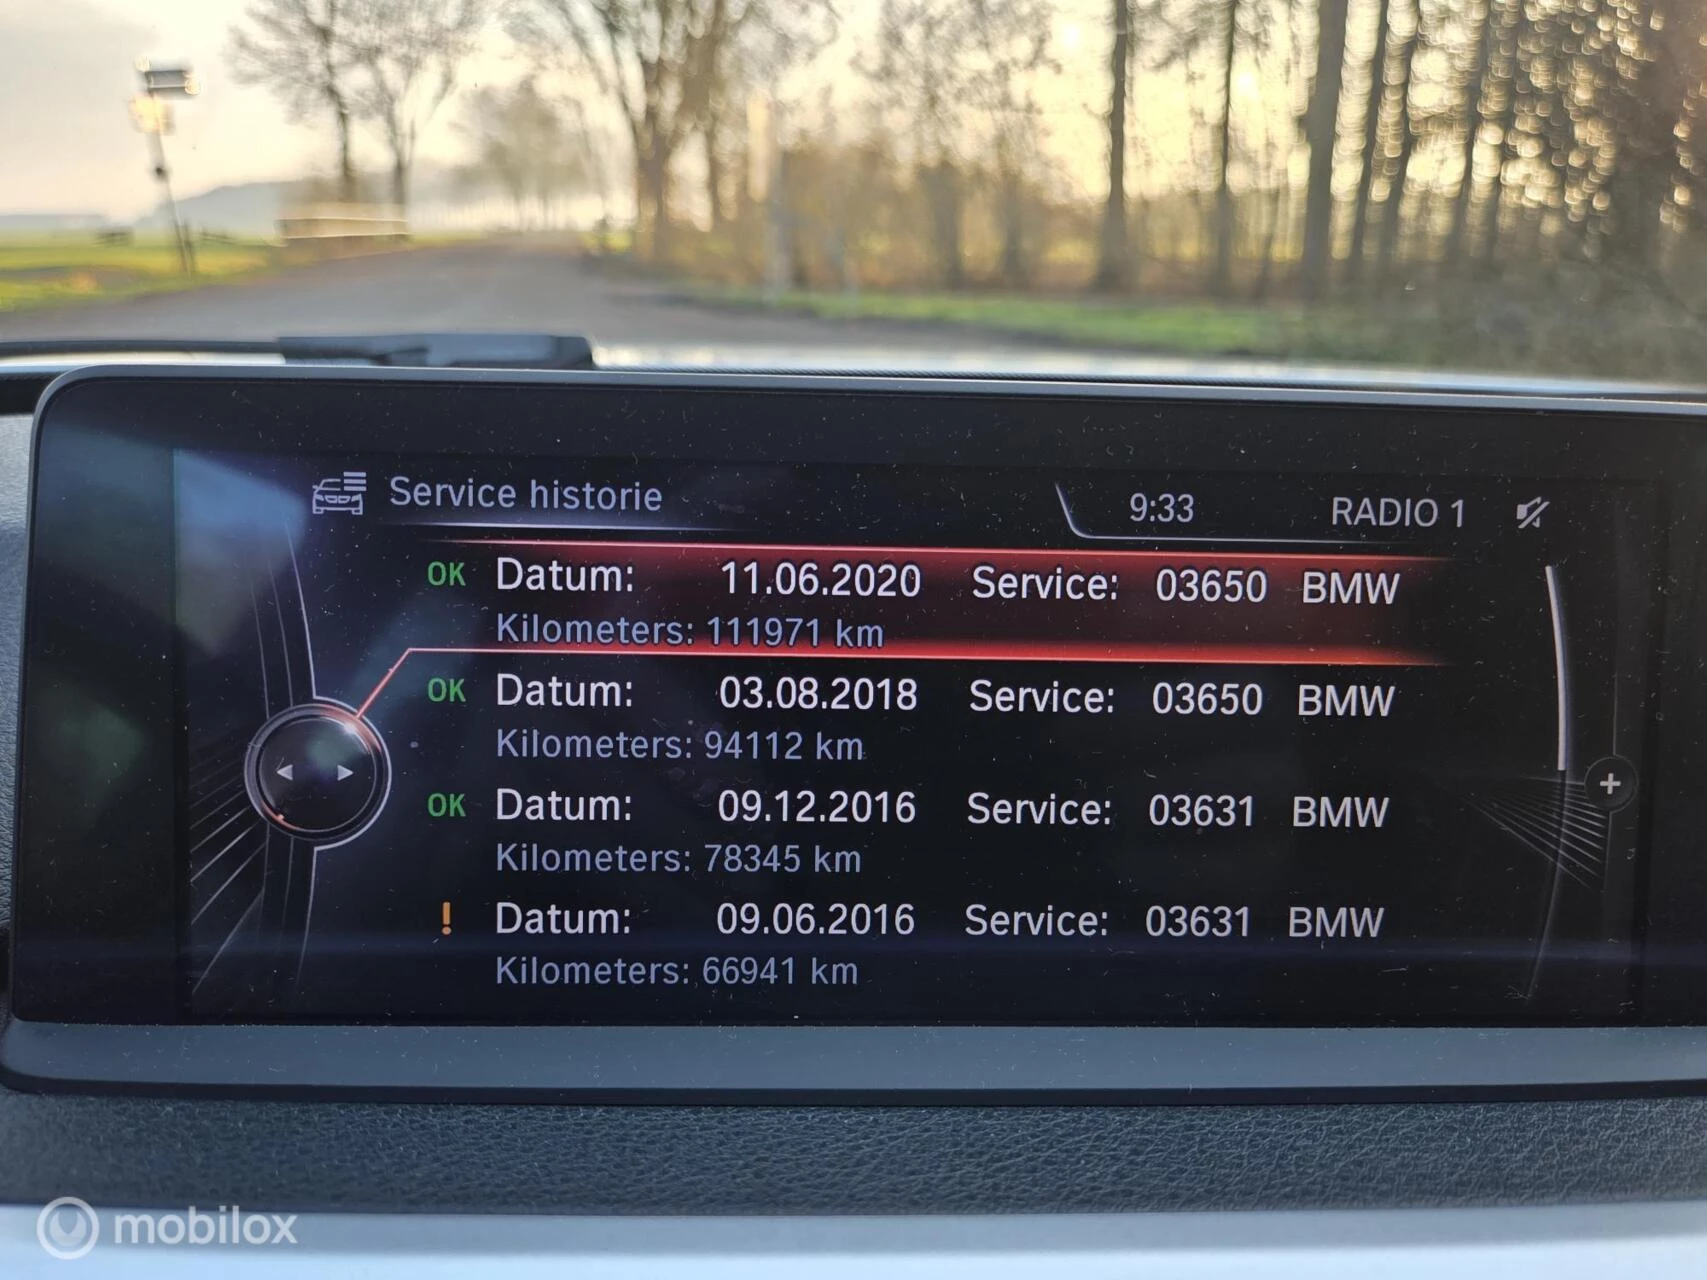 Service historie 9:33 RADIO 1
OK Datum: 11.06.2020 Service: 03650 BMW
Kilometers: 111971 km
OK Datum: 03.08.2018 Service: 03650 BMW
Kilometers: 94112 km
OK Datum: 09.12.2016 Service: 03631 BMW
Kilometers: 78345 km
! Datum: 09.06.2016 Service: 03631 BMW
Kilometers: 66941 km
mobilox